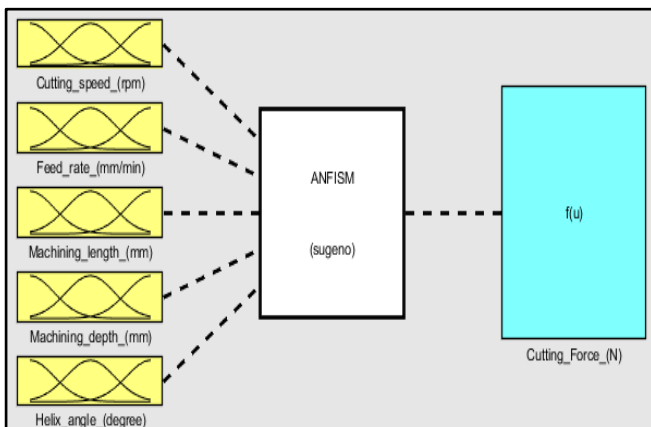 Cutting_speed_(rpm)
Feed_rate_(mm/min)
Machining_length_(mm)
Machining_depth_(mm)
Helix_angle_(degree)
ANFISM
(sugeno)
f(u)
Cutting_Force_(N)